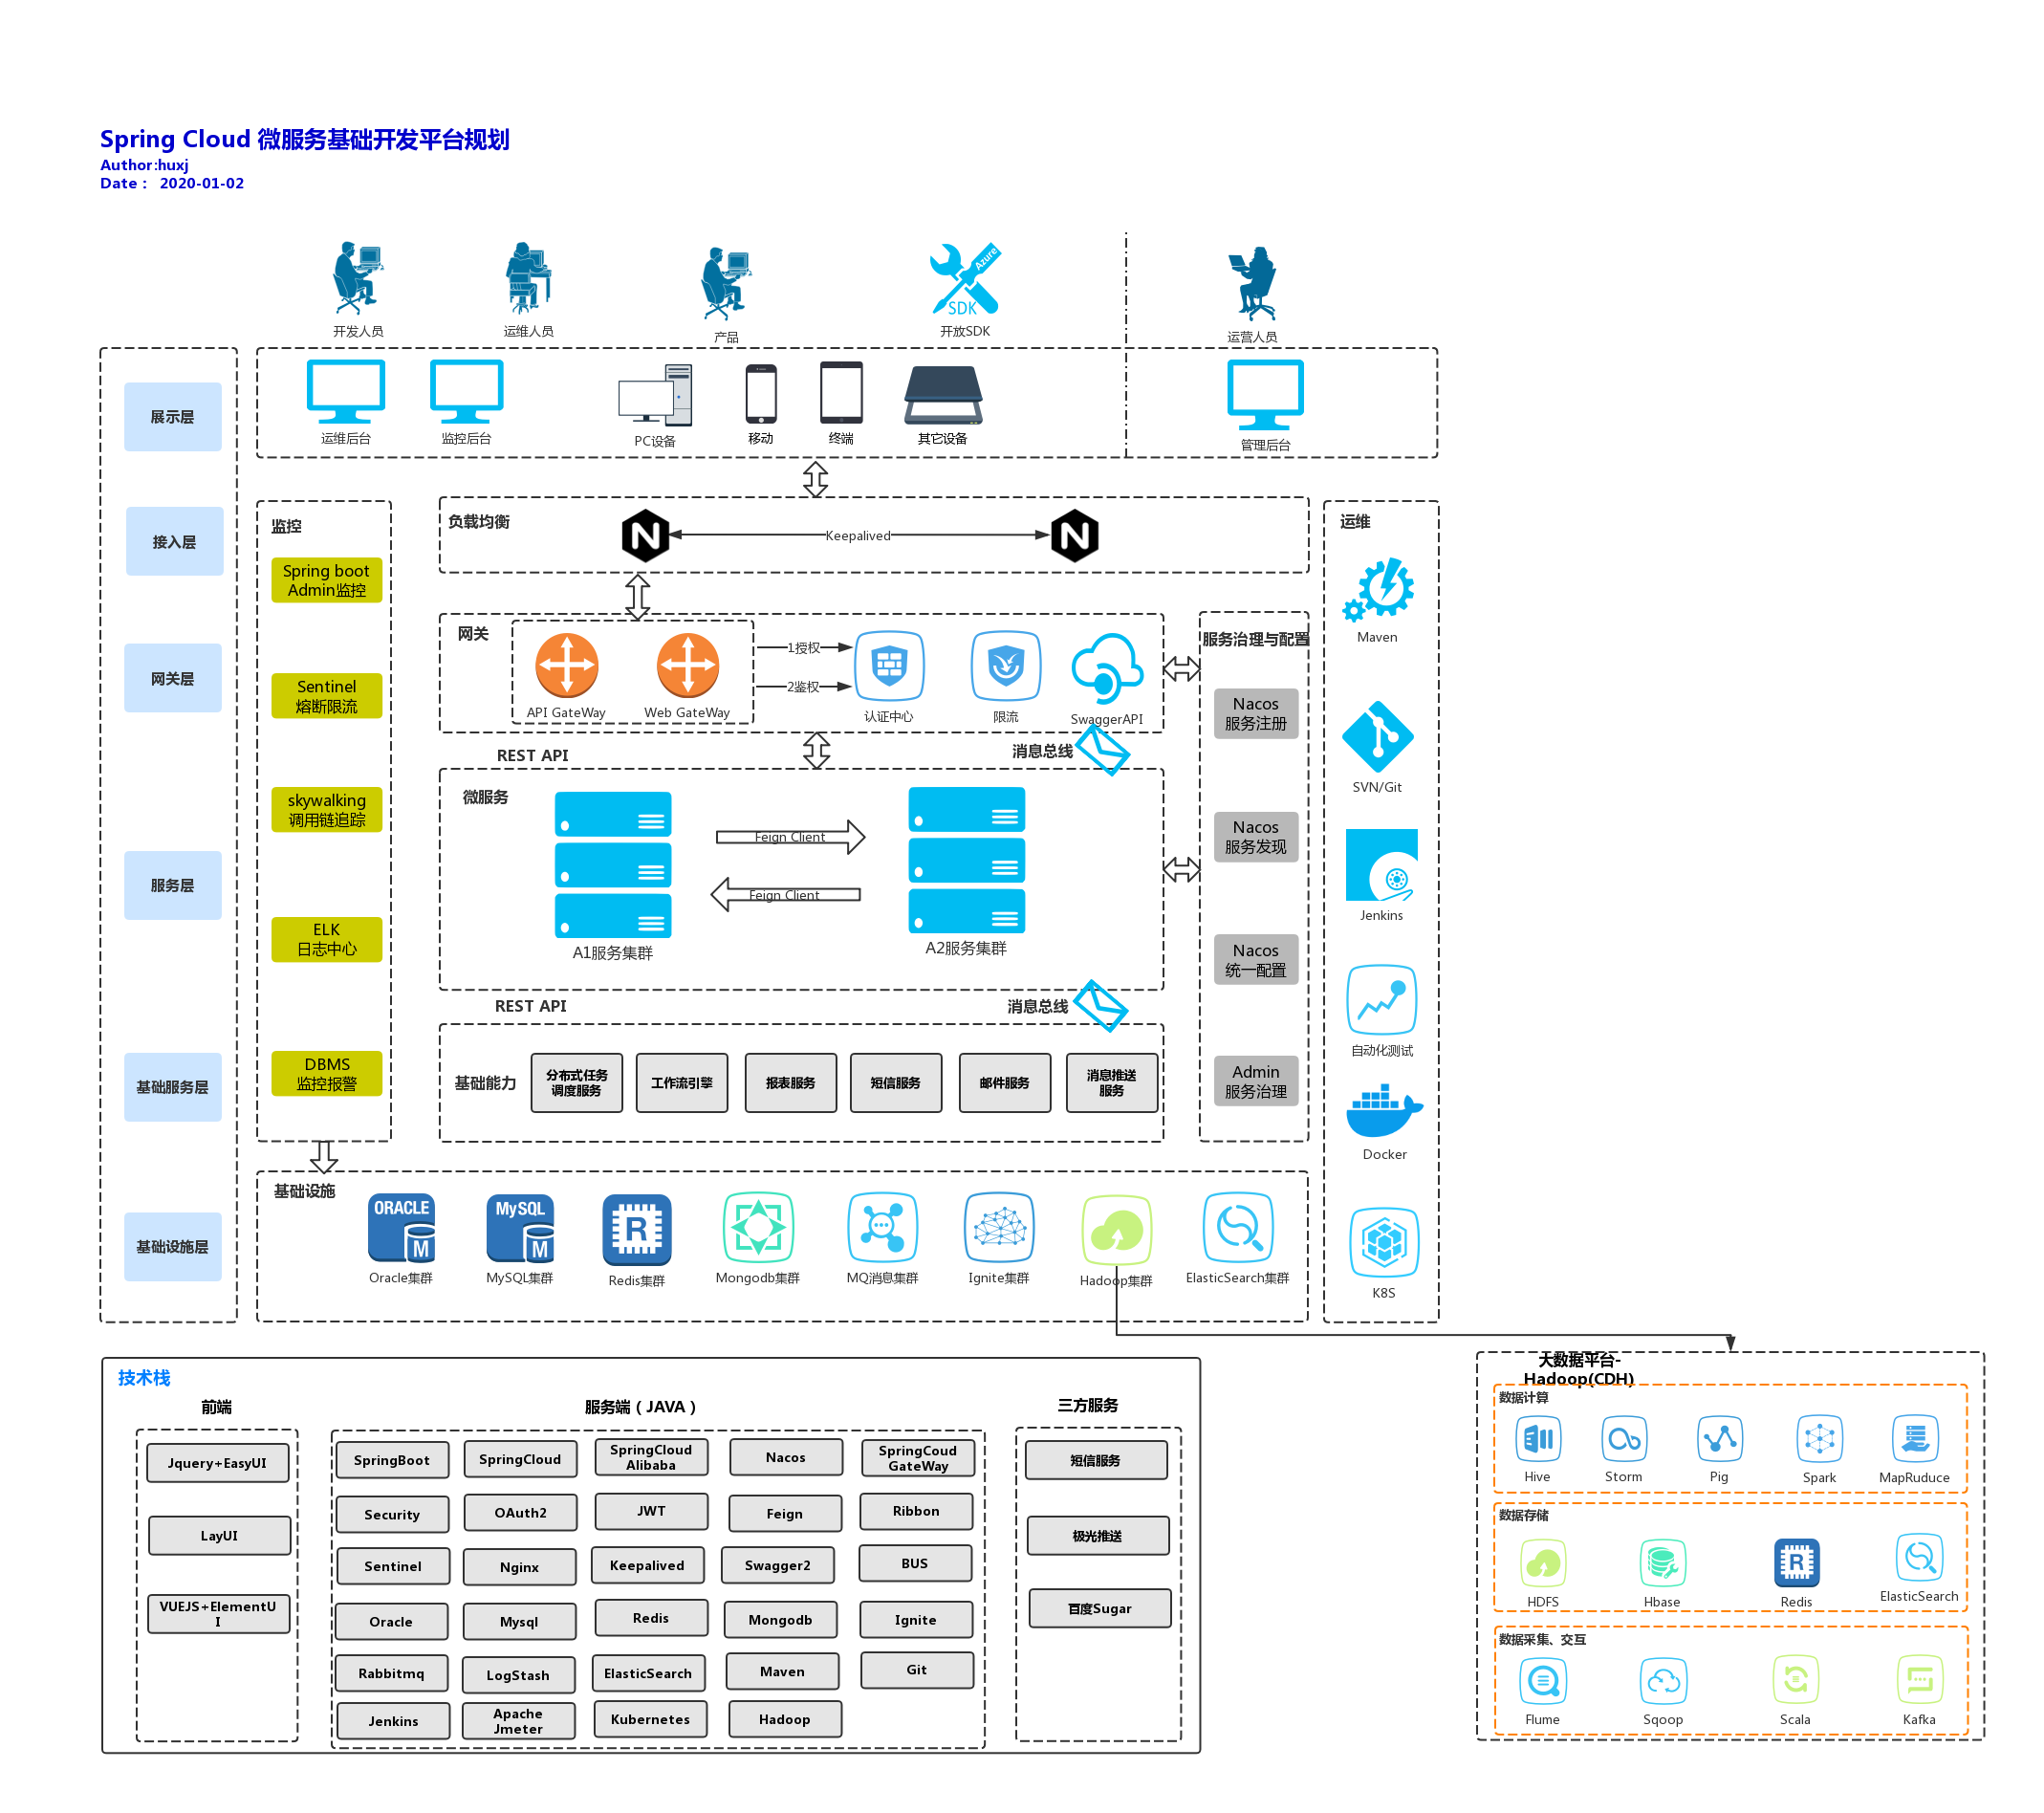 Spring Cloud 微服务基础开发平台规划
Author:huxj
Date： 2020-01-02
开发人员
运维人员
产品
Azure
SDK
开放SDK
运营人员
展示层
接入层
网关层
服务层
基础服务层
基础设施层
运维后台
监控后台
PC设备
移动
终端
其它设备
管理后台
监控
Spring boot
Admin监控
Sentinel
熔断限流
skywalking
调用链追踪
ELK
日志中心
DBMS
监控报警
负载均衡
N
Keepalived
N
网关
API GateWay
Web GateWay
1授权
2鉴权
认证中心
限流
SwaggerAPI
REST API
消息总线
微服务
Feign Client
Feign Client
A1服务集群
A2服务集群
REST API
消息总线
基础能力
分布式任务
调度服务
工作流引擎
报表服务
短信服务
邮件服务
消息推送
服务
服务治理与配置
Nacos
服务注册
Nacos
服务发现
Nacos
统一配置
Admin
服务治理
运维
Maven
SVN/Git
Jenkins
自动化测试
Docker
K8S
基础设施
ORACLE
M
Oracle集群
MySQL
M
MySQL集群
R
Redis集群
Mongodb集群
MQ消息集群
Ignite集群
Hadoop集群
ElasticSearch集群
技术栈
前端
Jquery+EasyUI
LayUI
VUEJS+ElementU
I
服务端（JAVA）
SpringBoot
SpringCloud
SpringCloud
Alibaba
Nacos
SpringCoud
GateWay
Security
OAuth2
JWT
Feign
Ribbon
Sentinel
Nginx
Keepalived
Swagger2
BUS
Oracle
Mysql
Redis
Mongodb
Ignite
Rabbitmq
LogStash
ElasticSearch
Maven
Git
Jenkins
Apache
Jmeter
Kubernetes
Hadoop
三方服务
短信服务
极光推送
百度Sugar
大数据平台-
Hadoop(CDH)
数据计算
Hive
Storm
Pig
Spark
MapRuduce
数据存储
HDFS
Hbase
R
Redis
ElasticSearch
数据采集、交互
Flume
Sqoop
Scala
Kafka